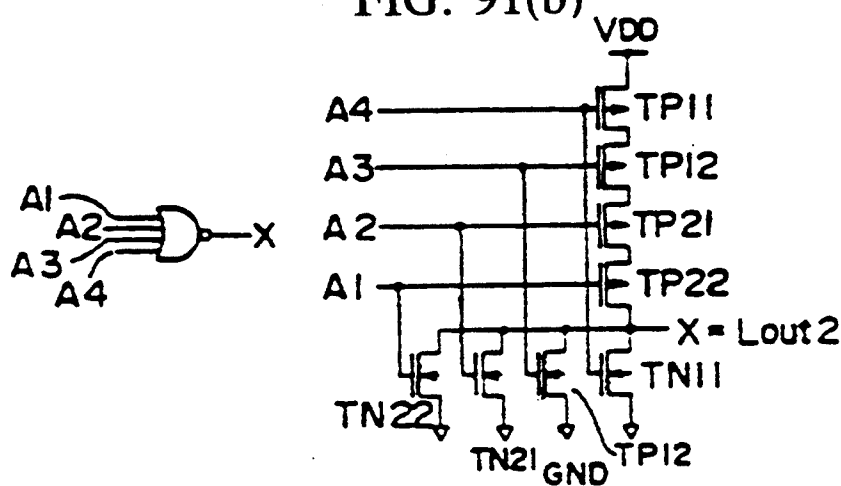 FIG. 91(b)
VDD
A4
TP11
A3
TP12
A2
TP21
A1
TP22
A1
A2
A3
A4
X
X = Lout2
TN22
TN21
GND
TP12
TN11